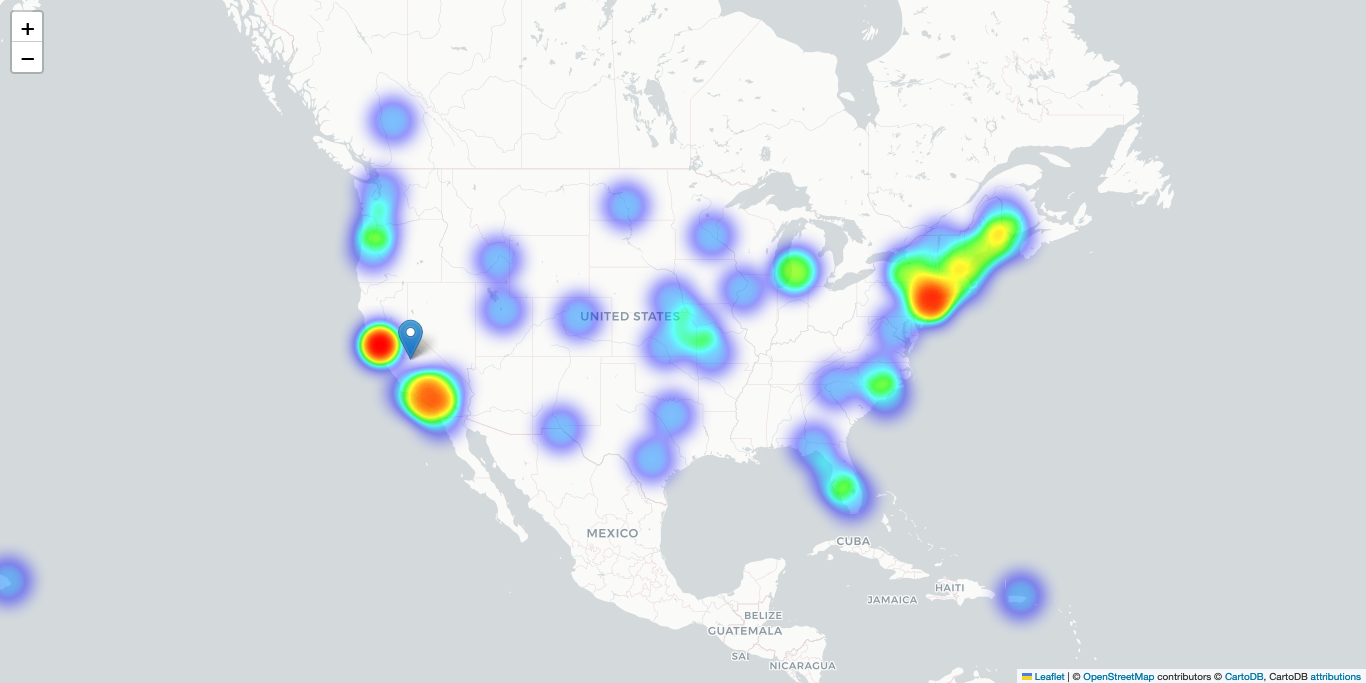 +
−
UNITED STATES
MEXICO
CUBA
HAITI
JAMAICA
BELIZE
GUATEMALA
SAL
NICARAGUA
Leaflet | © OpenStreetMap contributors © CartoDB, CartoDB attributions